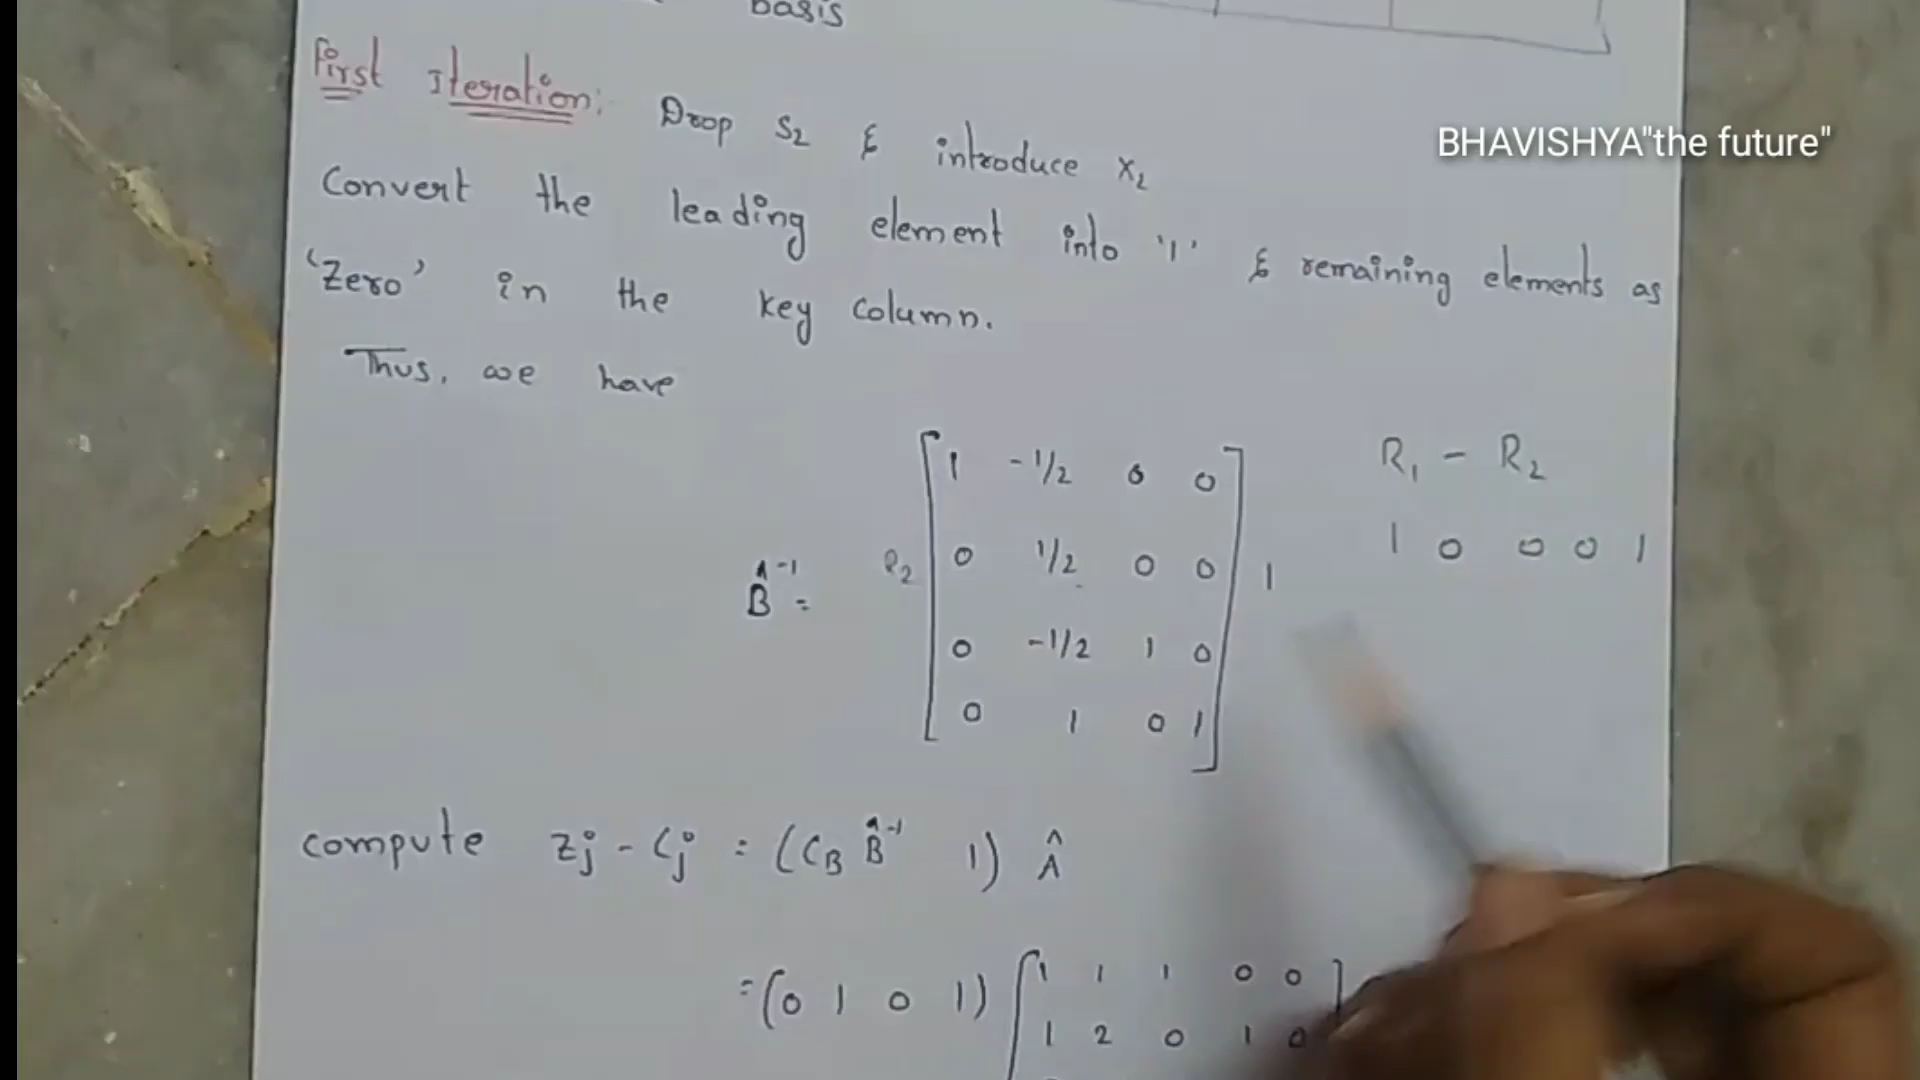 basis
First Iteration: Drop S₂ & introduce x₂
BHAVISHYA"the future"
Convert the leading element into '1' & remaining elements as
'Zero' in the key column.
Thus, we have
1 -1/2 0 0
R₁ - R₂
0 1/2 0 0 1
1 0 0 0 1
B̂⁻¹ = R₂
0 -1/2 1 0
0 1 0 1
compute Zj - Cj = (C_B B̂⁻¹ 1) Â
= (0 1 0 1) [1 1 1 0 0]
1 2 0 1 0